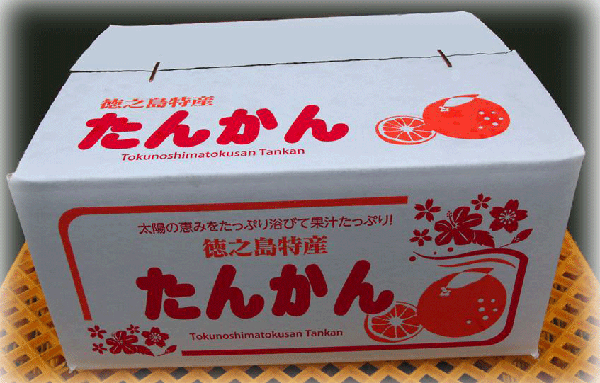 徳之島特産
たんかん
Tokunoshimatokusan Tankan
太陽の恵みをたっぷり浴びて果汁たっぷり!
徳之島特産
たんかん
Tokunoshimatokusan Tankan